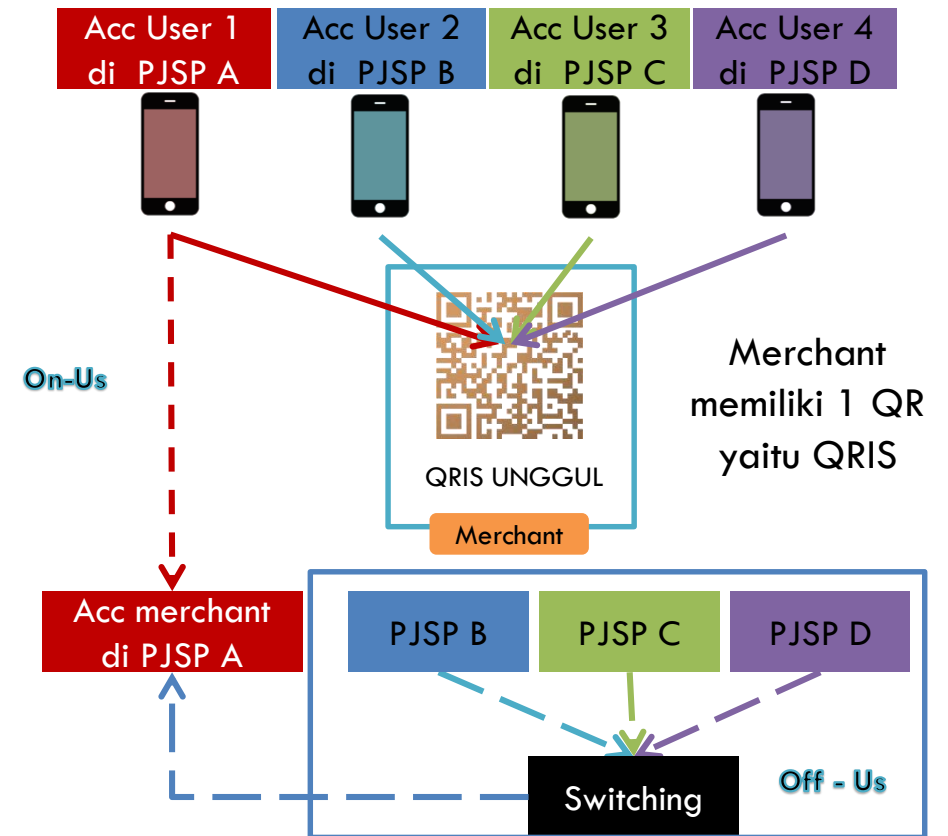 Acc User 1
di PJSP A
Acc User 2
di PJSP B
Acc User 3
di PJSP C
Acc User 4
di PJSP D
On-Us
QRIS UNGGUL
Merchant
Merchant
memiliki 1 QR
yaitu QRIS
Acc merchant
di PJSP A
PJSP B
PJSP C
PJSP D
Switching
Off - Us